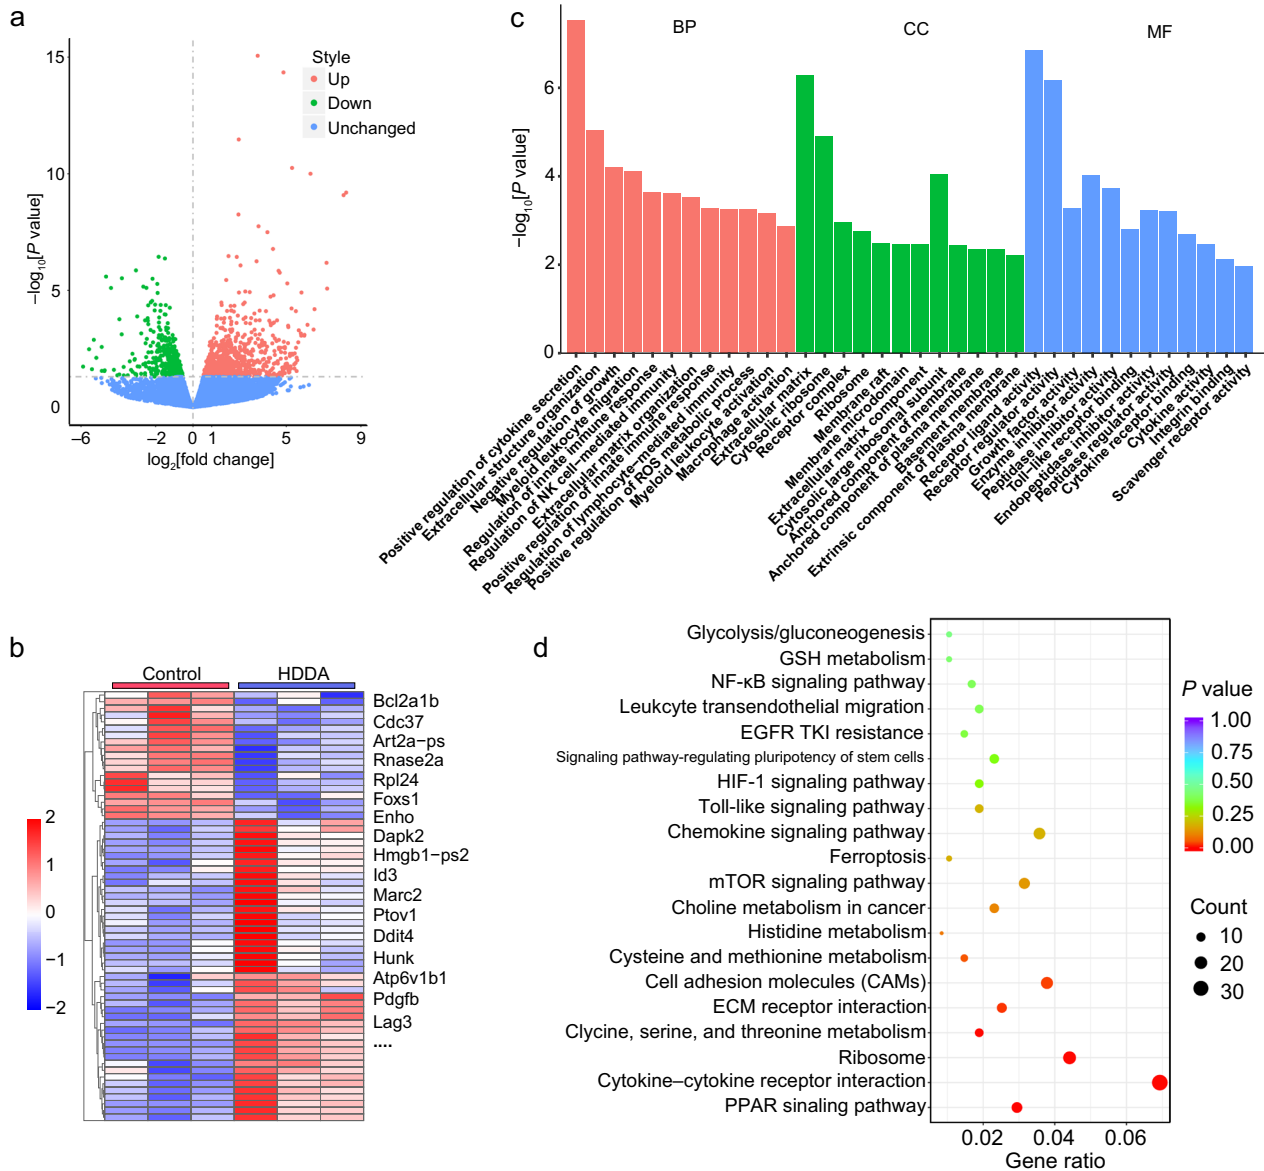 a
15
10
5
0
−log10[P value]
−6
−2
0
1
5
9
log2[fold change]
Style
Up
Down
Unchanged
c
BP
CC
MF
6
4
2
0
−log10[P value]
Positive regulation of cytokine secretion
Extracellular structure organization
Negative regulation of growth
Myeloid leukocyte migration
Regulation of innate immune response
Regulation of NK cell−mediated immunity
Extracellular matrix organization
Positive regulation of innate immune response
Regulation of lymphocyte−mediated immunity
Positive regulation of ROS metabolic process
Myeloid leukocyte activation
Macrophage activation
Extracellular matrix
Cytosolic ribosome
Receptor complex
Ribosome
Membrane raft
Membrane microdomain
Extracellular matrix component
Cytosolic large ribosomal subunit
Anchored component of membrane
Anchored component of plasma membrane
Basement membrane
Extrinsic component of plasma membrane
Receptor ligand activity
Receptor regulator activity
Growth factor activity
Enzyme inhibitor activity
Peptidase inhibitor activity
Toll−like receptor binding
Endopeptidase inhibitor activity
Peptidase regulator activity
Cytokine receptor binding
Cytokine activity
Integrin binding
Scavenger receptor activity
b
Control
HDDA
Bcl2a1b
Cdc37
Art2a−ps
Rnase2a
Rpl24
Foxs1
Enho
Dapk2
Hmgb1−ps2
Id3
Marc2
Ptov1
Ddit4
Hunk
Atp6v1b1
Pdgfb
Lag3
....
2
1
0
−1
−2
d
Glycolysis/gluconeogenesis
GSH metabolism
NF-κB signaling pathway
Leukcyte transendothelial migration
EGFR TKI resistance
Signaling pathway-regulating pluripotency of stem cells
HIF-1 signaling pathway
Toll-like signaling pathway
Chemokine signaling pathway
Ferroptosis
mTOR signaling pathway
Choline metabolism in cancer
Histidine metabolism
Cysteine and methionine metabolism
Cell adhesion molecules (CAMs)
ECM receptor interaction
Clycine, serine, and threonine metabolism
Ribosome
Cytokine–cytokine receptor interaction
PPAR sinaling pathway
0.02
0.04
0.06
Gene ratio
P value
1.00
0.75
0.50
0.25
0.00
Count
10
20
30